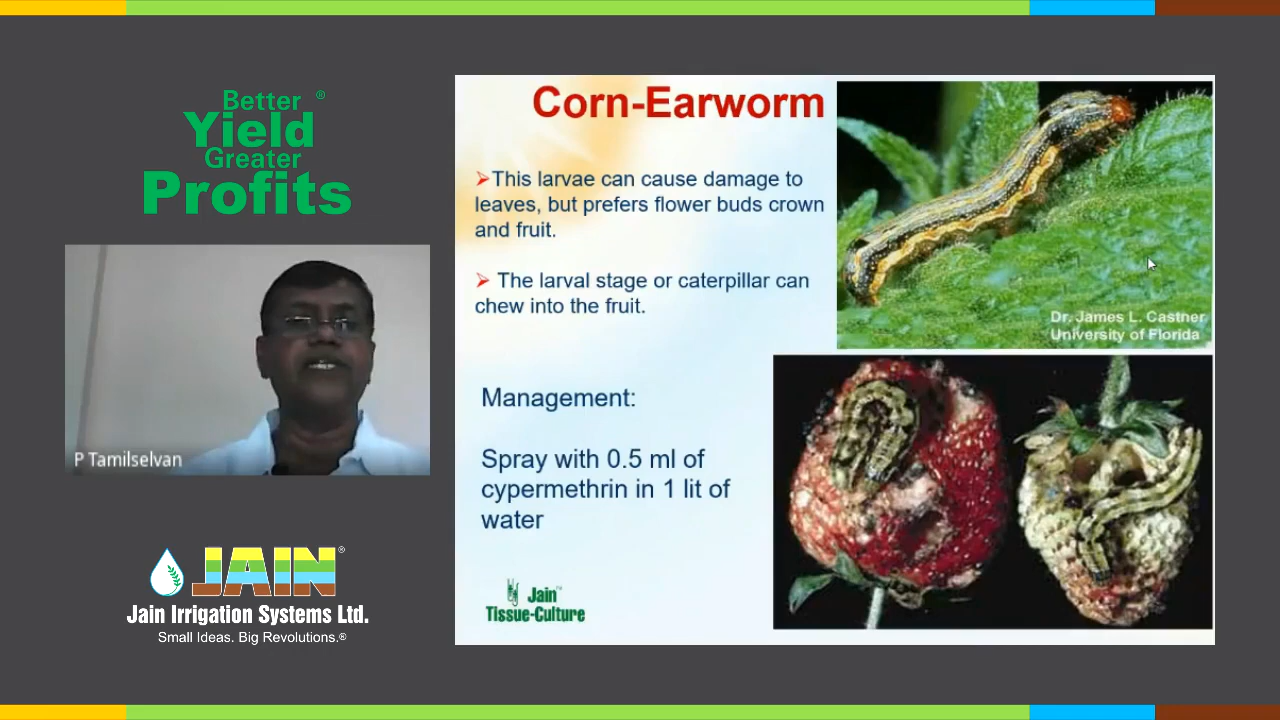 Better ®
Yield
Greater
Profits
P Tamilselvan
JAIN®
Jain Irrigation Systems Ltd.
Small Ideas. Big Revolutions.®
Corn-Earworm
➢This larvae can cause damage to
leaves, but prefers flower buds crown
and fruit.
➢ The larval stage or caterpillar can
chew into the fruit.
Management:
Spray with 0.5 ml of
cypermethrin in 1 lit of
water
Jain™
Tissue-Culture
Dr. James L. Castner
University of Florida